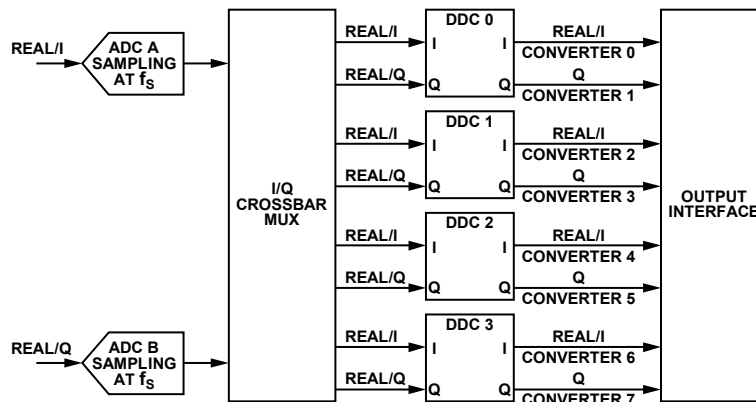 REAL/I
ADC A
SAMPLING
AT fS
I/Q
CROSSBAR
MUX
REAL/Q
ADC B
SAMPLING
AT fS
REAL/I
REAL/Q
DDC 0
I
I
Q
Q
REAL/I
CONVERTER 0
Q
CONVERTER 1
REAL/I
REAL/Q
DDC 1
I
I
Q
Q
REAL/I
CONVERTER 2
Q
CONVERTER 3
REAL/I
REAL/Q
DDC 2
I
I
Q
Q
REAL/I
CONVERTER 4
Q
CONVERTER 5
REAL/I
REAL/Q
DDC 3
I
I
Q
Q
REAL/I
CONVERTER 6
Q
CONVERTER 7
OUTPUT
INTERFACE